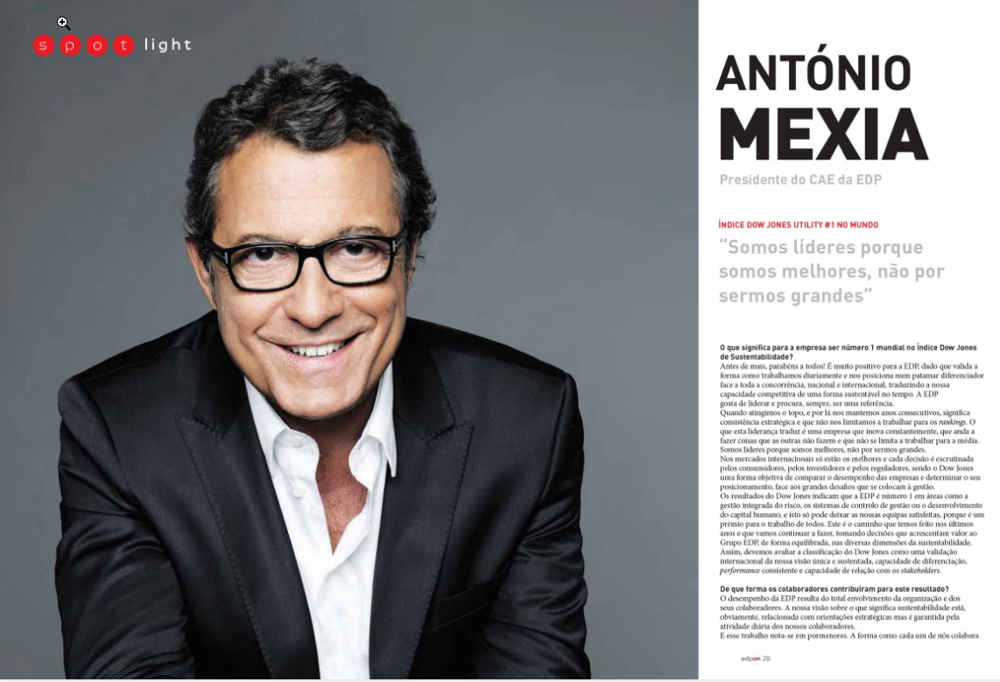 spotlight
ANTÓNIO
MEXIA
Presidente do CAE da EDP
ÍNDICE DOW JONES UTILITY #1 NO MUNDO
“Somos líderes porque
somos melhores, não por
sermos grandes”
O que significa para a empresa ser número 1 mundial no Índice Dow Jones
de Sustentabilidade?
Antes de mais, parabéns a todos! É muito positivo para a EDP, dado que valida a
forma como trabalhamos diariamente e nos posiciona num patamar diferenciador
face a toda a concorrência, nacional e internacional, traduzindo a nossa
capacidade competitiva de uma forma sustentável no tempo. A EDP
gosta de liderar e procura, sempre, ser uma referência.
Quando atingimos o topo, e por lá nos mantemos anos consecutivos, significa
consistência estratégica e que não nos limitamos a trabalhar para os rankings. O
que esta liderança traduz é uma empresa que inova constantemente, que anda a
fazer coisas que as outras não fazem e que não se limita a trabalhar para a média.
Somos líderes porque somos melhores, não por sermos grandes.
Nos mercados internacionais só estão os melhores e cada decisão é escrutinada
pelos consumidores, pelos investidores e pelos reguladores, sendo o Dow Jones
uma forma objetiva de comparar o desempenho das empresas e determinar o seu
posicionamento, face aos grandes desafios que se colocam à gestão.
Os resultados do Dow Jones indicam que a EDP é número 1 em áreas como a
gestão integrada do risco, os sistemas de controlo de gestão ou o desenvolvimento
do capital humano, e isto só pode deixar as nossas equipas satisfeitas, porque é um
prémio para o trabalho de todos. Este é o caminho que temos feito nos últimos
anos e que vamos continuar a fazer, tomando decisões que acrescentam valor ao
Grupo EDP, de forma equilibrada, nas diversas dimensões da sustentabilidade.
Assim, devemos avaliar a classificação do Dow Jones como uma validação
internacional da nossa visão única e sustentada, capacidade de diferenciação,
performance consistente e capacidade de relação com os stakeholders.
De que forma os colaboradores contribuíram para este resultado?
O desempenho da EDP resulta do total envolvimento da organização e dos
seus colaboradores. A nossa visão sobre o que significa sustentabilidade está,
obviamente, relacionada com orientações estratégicas mas é garantida pela
atividade diária dos nossos colaboradores.
E esse trabalho nota-se em pormenores. A forma como cada um de nós colabora
edpon 29